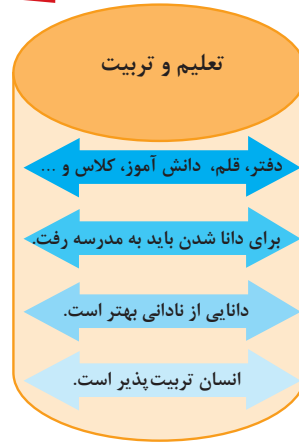 تعلیم و تربیت
دفتر، قلم، دانش آموز، کلاس و ...
برای دانا شدن باید به مدرسه رفت.
دانایی از نادانی بهتر است.
انسان تربیت‌پذیر است.